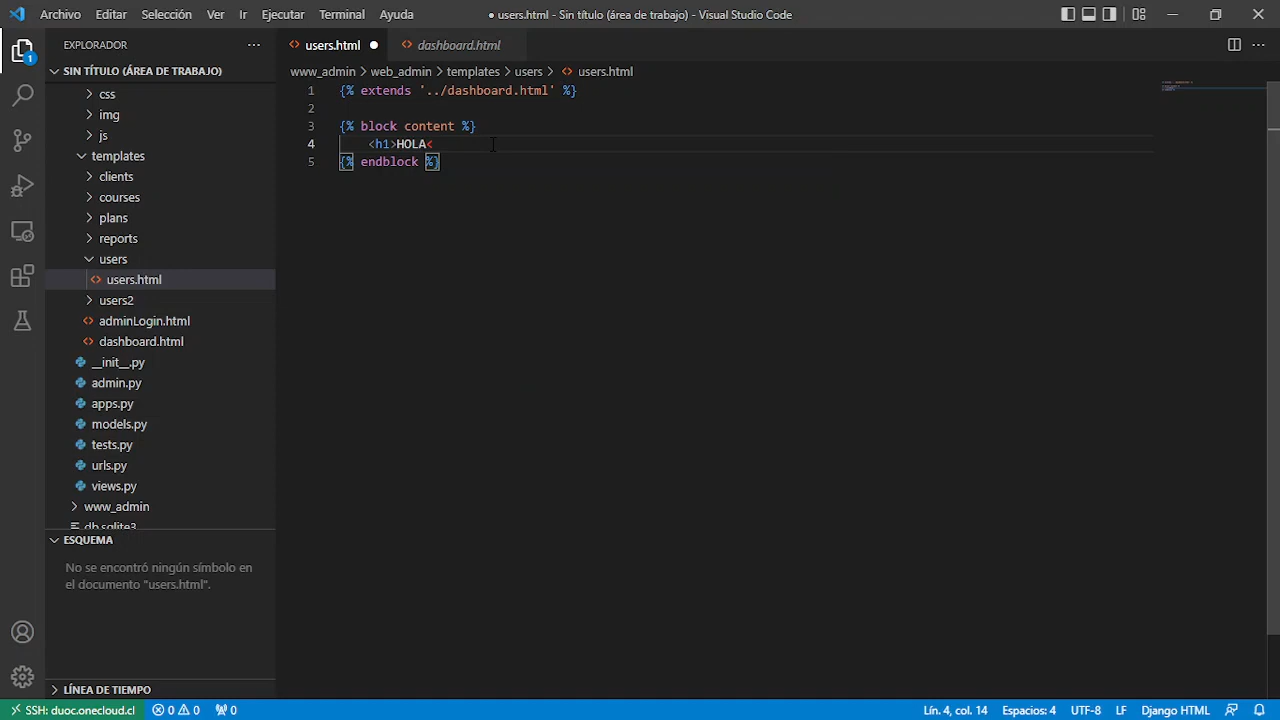 Archivo Editar Selección Ver Ir Ejecutar Terminal Ayuda ● users.html - Sin título (área de trabajo) - Visual Studio Code
EXPLORADOR ···
SIN TÍTULO (ÁREA DE TRABAJO)
css
img
js
templates
clients
courses
plans
reports
users
users.html
users2
adminLogin.html
dashboard.html
__init__.py
admin.py
apps.py
models.py
tests.py
urls.py
views.py
www_admin
db.sqlite3
ESQUEMA
No se encontró ningún símbolo en
el documento "users.html".
LÍNEA DE TIEMPO
1
users.html ● dashboard.html
www_admin > web_admin > templates > users > users.html
1 {% extends '../dashboard.html' %}
2
3 {% block content %}
4 <h1>HOLA<
5 {% endblock %}
SSH: duoc.onecloud.cl 0 0 0 Lín. 4, col. 14 Espacios: 4 UTF-8 LF Django HTML